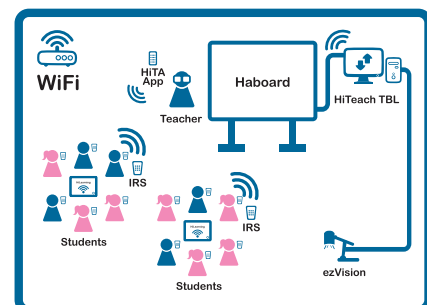 WiFi
HiTA
App
Teacher
Haboard
HiTeach TBL
IRS
Students
IRS
Students
ezVision